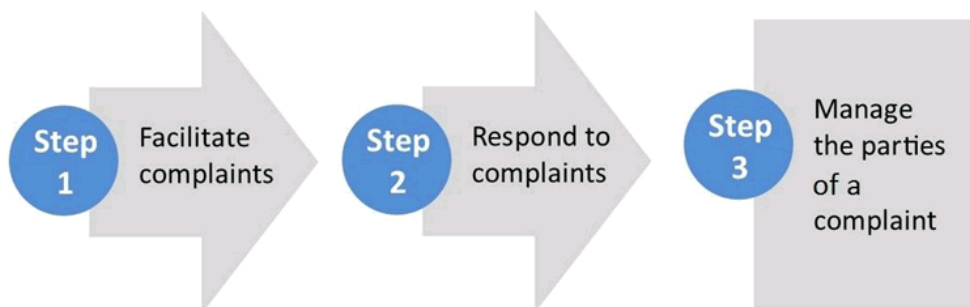 Step
1
Facilitate
complaints
Step
2
Respond to
complaints
Step
3
Manage
the parties
of a
complaint